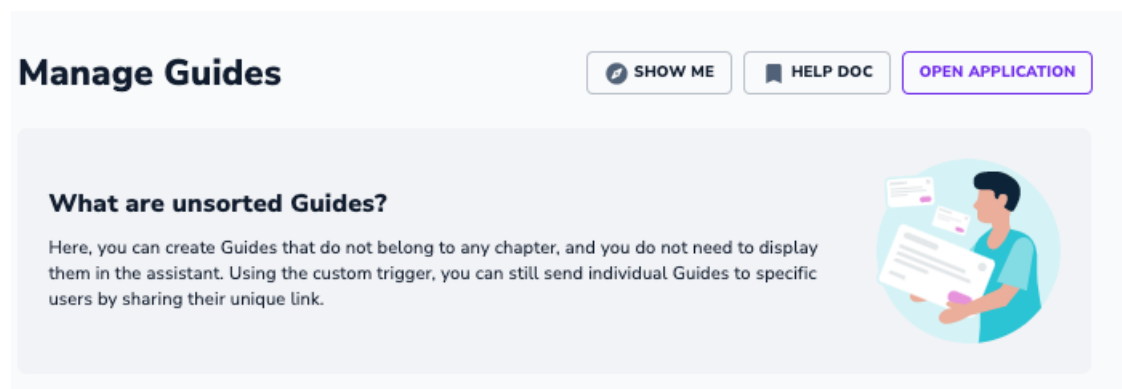 Manage Guides
SHOW ME
HELP DOC
OPEN APPLICATION
What are unsorted Guides?
Here, you can create Guides that do not belong to any chapter, and you do not need to display
them in the assistant. Using the custom trigger, you can still send individual Guides to specific
users by sharing their unique link.